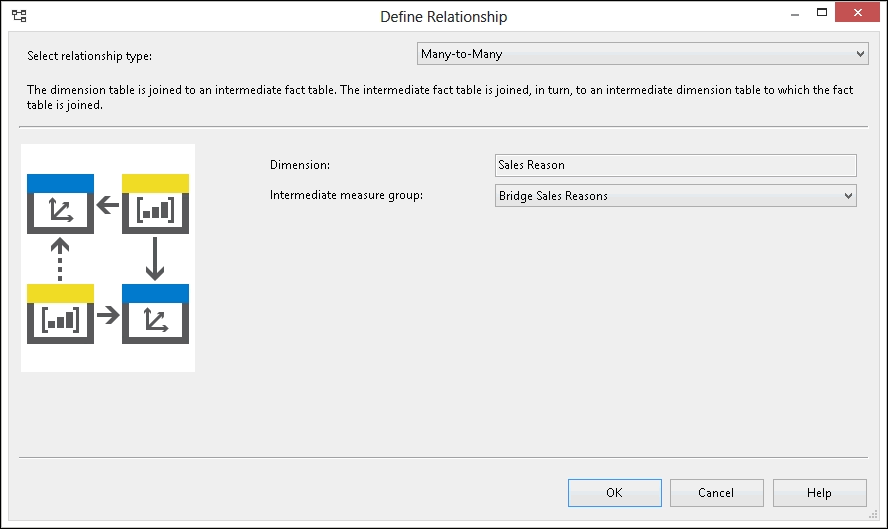 Define Relationship
Select relationship type:
Many-to-Many
The dimension table is joined to an intermediate fact table. The intermediate fact table is joined, in turn, to an intermediate dimension table to which the fact
table is joined.
Dimension:
Sales Reason
Intermediate measure group:
Bridge Sales Reasons
OK
Cancel
Help